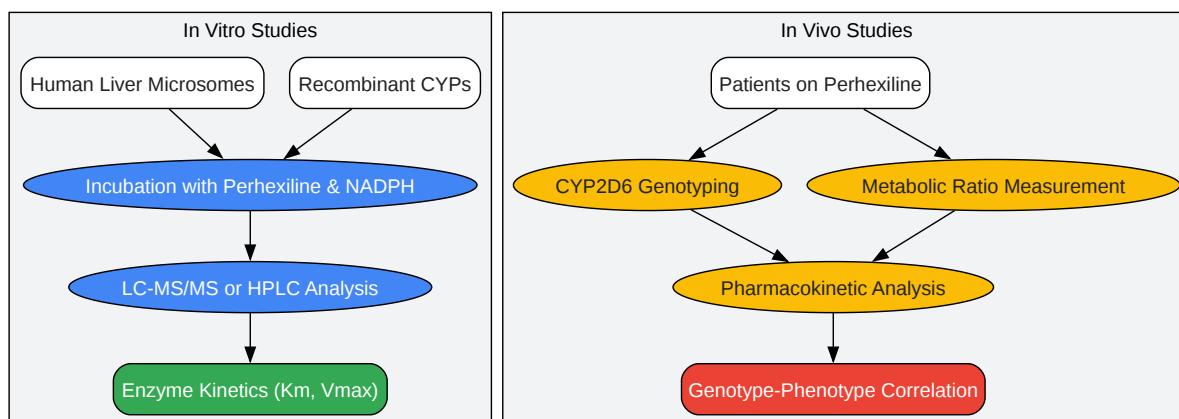 In Vitro Studies
Human Liver Microsomes
Recombinant CYPs
Incubation with Perhexiline & NADPH
LC-MS/MS or HPLC Analysis
Enzyme Kinetics (Km, Vmax)
In Vivo Studies
Patients on Perhexiline
CYP2D6 Genotyping
Metabolic Ratio Measurement
Pharmacokinetic Analysis
Genotype-Phenotype Correlation